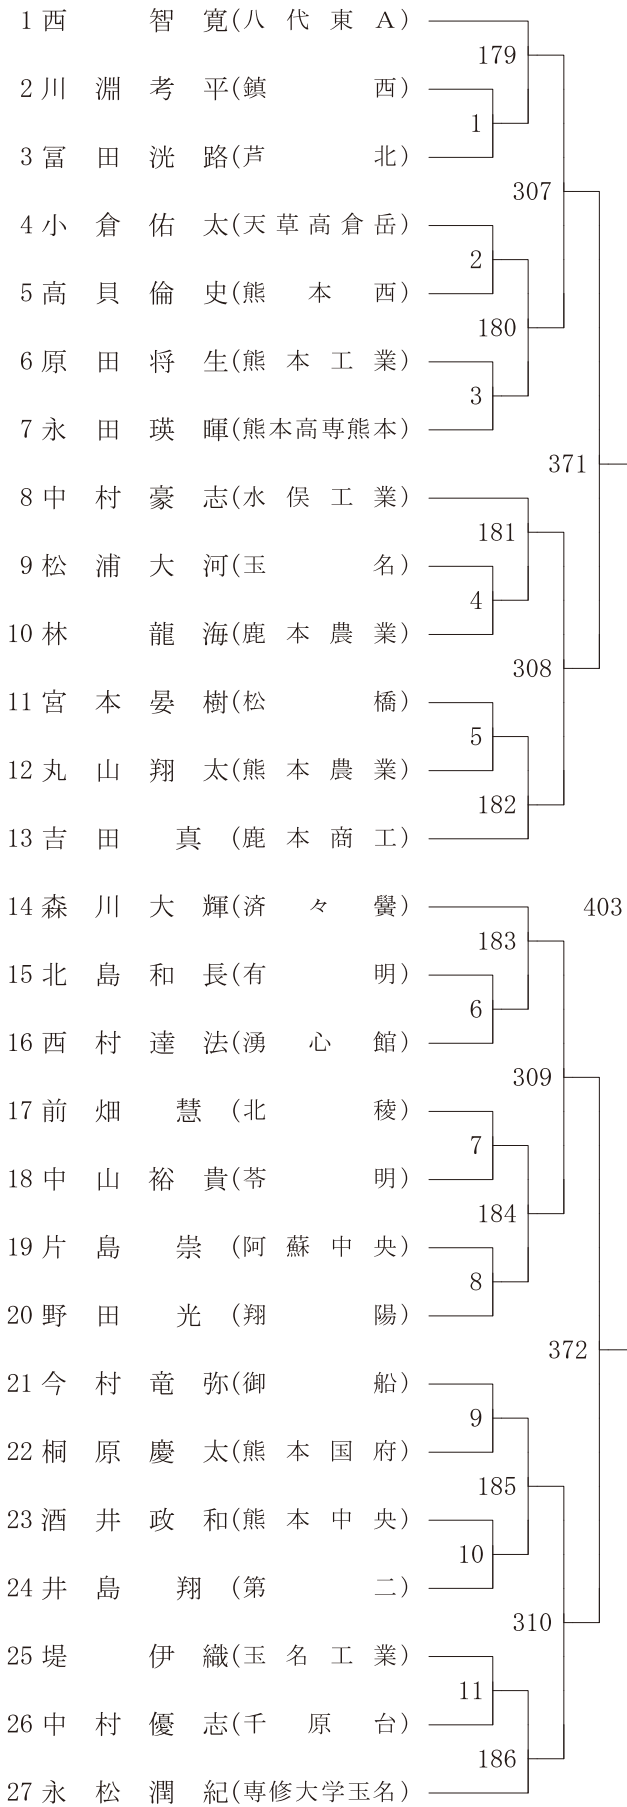 1 西 智 寛(八 代 東 A)
179
2 川 淵 考 平(鎮 西)
1
3 冨 田 洸 路(芦 北)
307
4 小 倉 佑 太(天 草 高 倉 岳)
2
5 高 貝 倫 史(熊 本 西)
180
6 原 田 将 生(熊 本 工 業)
3
7 永 田 瑛 暉(熊本高専熊本)
371
8 中 村 豪 志(水 俣 工 業)
181
9 松 浦 大 河(玉 名)
4
10 林 龍 海(鹿 本 農 業)
308
11 宮 本 晏 樹(松 橋)
5
12 丸 山 翔 太(熊 本 農 業)
182
13 吉 田 真 (鹿 本 商 工)
14 森 川 大 輝(済 々 黌)
403
183
15 北 島 和 長(有 明)
6
16 西 村 達 法(湧 心 館)
309
17 前 畑 慧 (北 稜)
7
18 中 山 裕 貴(苓 明)
184
19 片 島 崇 (阿 蘇 中 央)
8
20 野 田 光 (翔 陽)
372
21 今 村 竜 弥(御 船)
9
22 桐 原 慶 太(熊 本 国 府)
185
23 酒 井 政 和(熊 本 中 央)
10
24 井 島 翔 (第 二)
310
25 堤 伊 織(玉 名 工 業)
11
26 中 村 優 志(千 原 台)
186
27 永 松 潤 紀(専修大学玉名)